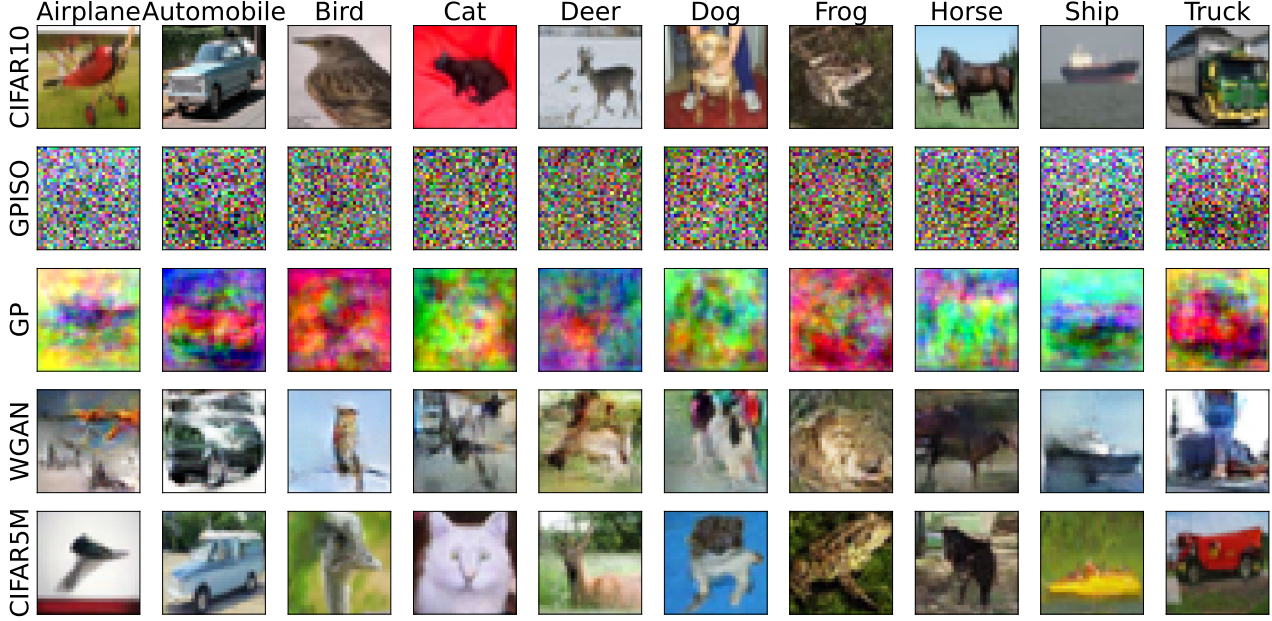 Airplane Automobile Bird Cat Deer Dog Frog Horse Ship Truck
CIFAR10
GPISO
GP
WGAN
CIFAR5M